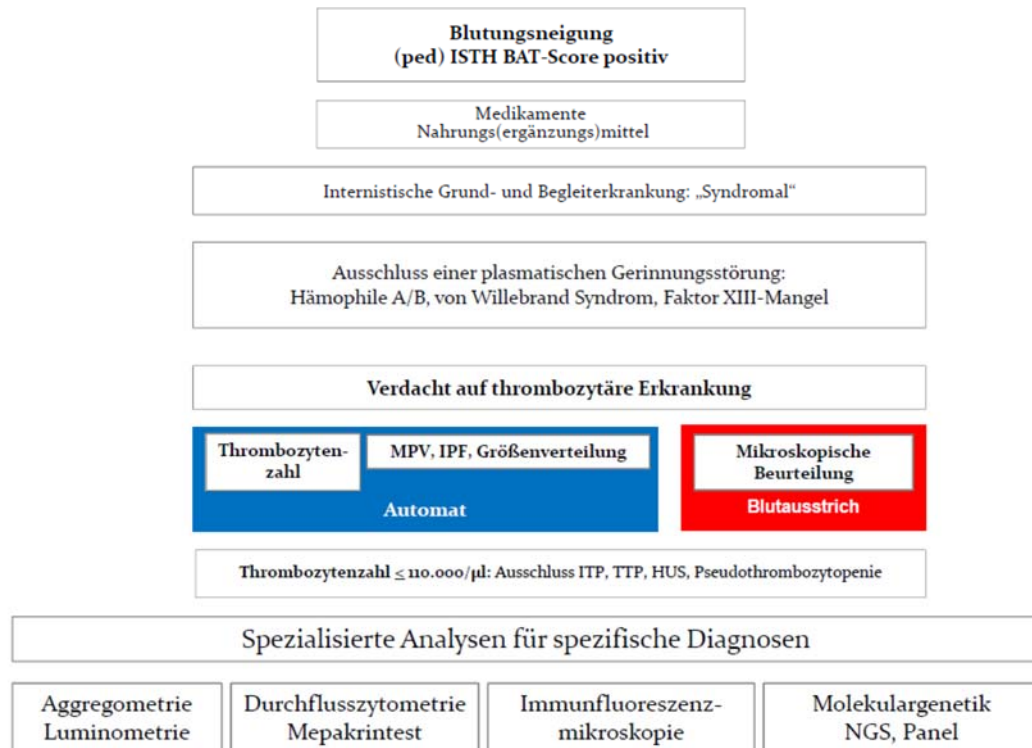 Blutungsneigung
(ped) ISTH BAT-Score positiv
Medikamente
Nahrungs(ergänzungs)mittel
Internistische Grund- und Begleiterkrankung: „Syndromal“
Ausschluss einer plasmatischen Gerinnungsstörung:
Hämophile A/B, von Willebrand Syndrom, Faktor XIII-Mangel
Verdacht auf thrombozytäre Erkrankung
Thrombozyten-
zahl
MPV, IPF, Größenverteilung
Automat
Mikroskopische
Beurteilung
Blutausstrich
Thrombozytenzahl ≤ 110.000/µl: Ausschluss ITP, TTP, HUS, Pseudothrombozytopenie
Spezialisierte Analysen für spezifische Diagnosen
Aggregometrie
Luminometrie
Durchflusszytometrie
Mepakrintest
Immunfluoreszenz-
mikroskopie
Molekulargenetik
NGS, Panel